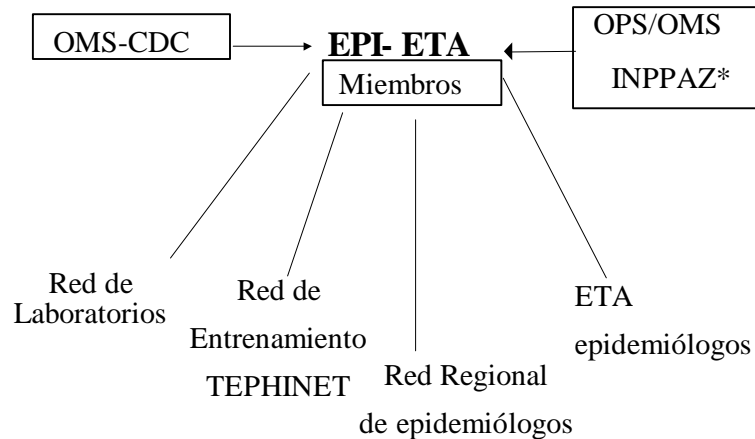 OMS-CDC
EPI- ETA
Miembros
OPS/OMS
INPPAZ*
Red de
Laboratorios
Red de
Entrenamiento
TEPHINET
Red Regional
de epidemiólogos
ETA
epidemiólogos